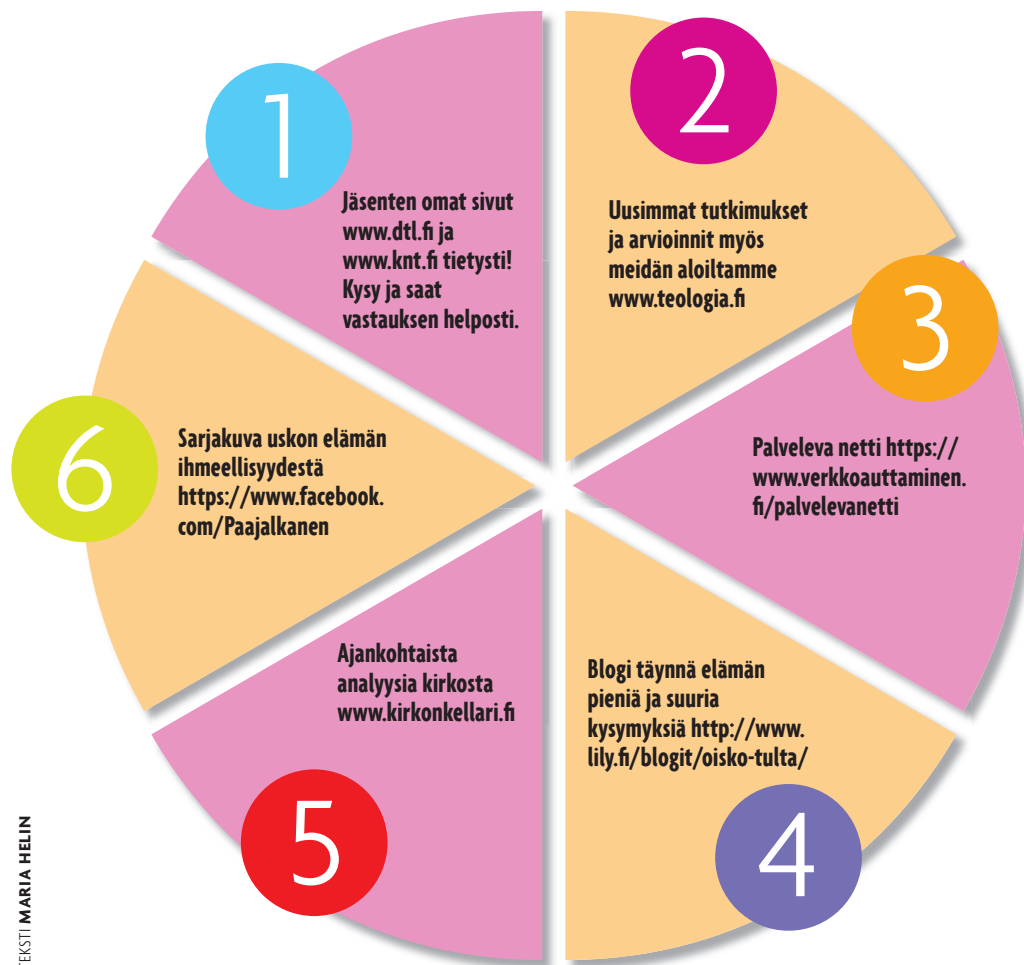 1
Jäsenten omat sivut
www.dtl.fi ja
www.knt.fi tietysti!
Kysy ja saat
vastauksen helposti.
2
Uusimmat tutkimukset
ja arvioinnit myös
meidän aloiltamme
www.teologia.fi
3
Palveleva netti https://
www.verkkoauttaminen.
fi/palvelevanetti
4
Blogi täynnä elämän
pieniä ja suuria
kysymyksiä http://www.
lily.fi/blogit/oisko-tulta/
5
Ajankohtaista
analyysia kirkosta
www.kirkonkellari.fi
6
Sarjakuva uskon elämän
ihmeellisyydestä
https://www.facebook.
com/Paajalkanen
TEKSTI MARIA HELIN